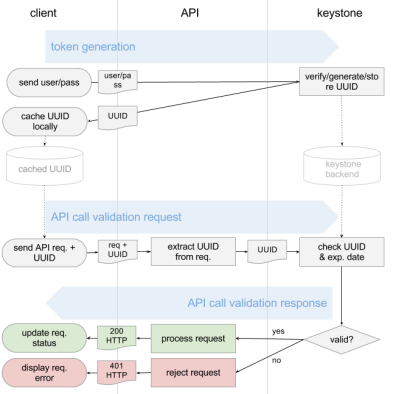 client
API
keystone
token generation
send user/pass
user/pa
ss
verify/generate/sto
re UUID
cache UUID
locally
UUID
cached UUID
keystone
backend
API call validation request
send API req. +
UUID
req +
UUID
extract UUID
from req.
UUID
check UUID
& exp. date
API call validation response
update req.
status
200
HTTP
process request
yes
valid?
no
display req.
error
401
HTTP
reject request